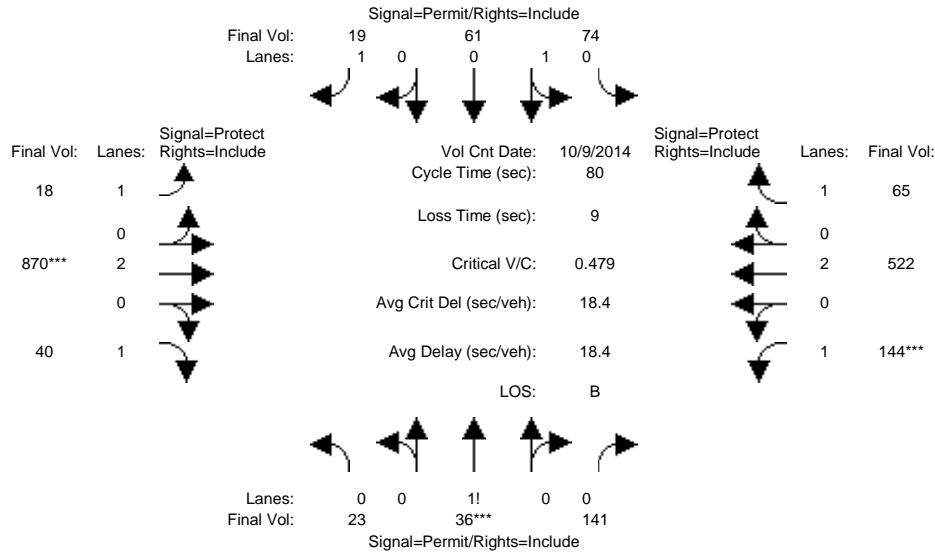 Signal=Permit/Rights=Include
Final Vol: 19 61 74
Lanes: 1 0 0 1 0
Signal=Protect Signal=Protect
Final Vol: Lanes: Rights=Include Vol Cnt Date: 10/9/2014 Rights=Include Lanes: Final Vol:
Cycle Time (sec): 80
18 1 1 65
Loss Time (sec): 9
0 0
870*** 2 Critical V/C: 0.479 2 522
0 Avg Crit Del (sec/veh): 18.4 0
40 1 Avg Delay (sec/veh): 18.4 1 144***
LOS: B
Lanes: 0 0 1! 0 0
Final Vol: 23 36*** 141
Signal=Permit/Rights=Include